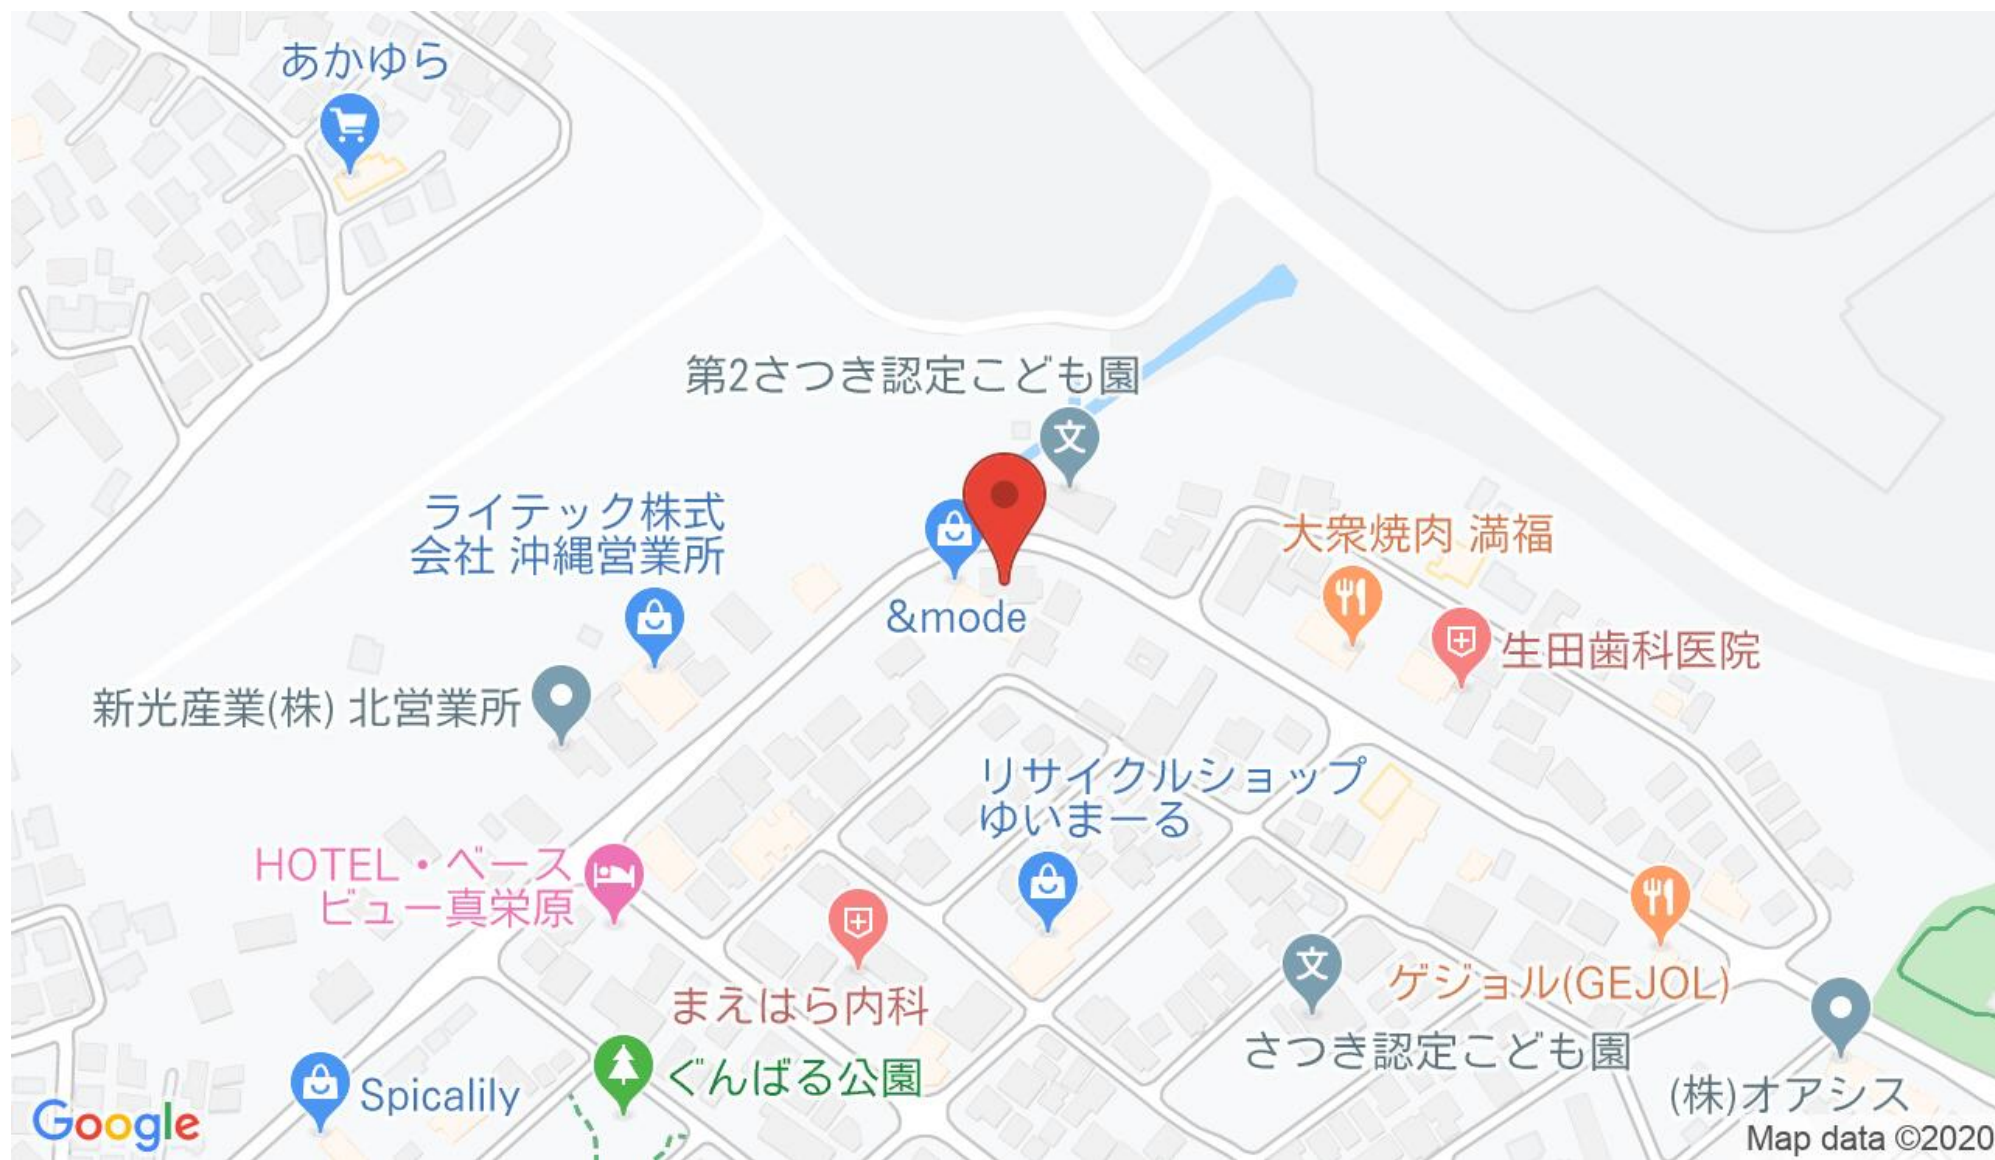 あかゆら
第2さつき認定こども園
ライテック株式
会社 沖縄営業所
大衆焼肉 満福
&mode
生田歯科医院
新光産業(株) 北営業所
リサイクルショップ
ゆいまーる
HOTEL・ベース
ビュー真栄原
まえはら内科
ゲジョル(GEJOL)
さつき認定こども園
ぐんばる公園
Spicalily
(株)オアシス
Google
Map data ©2020
文
文